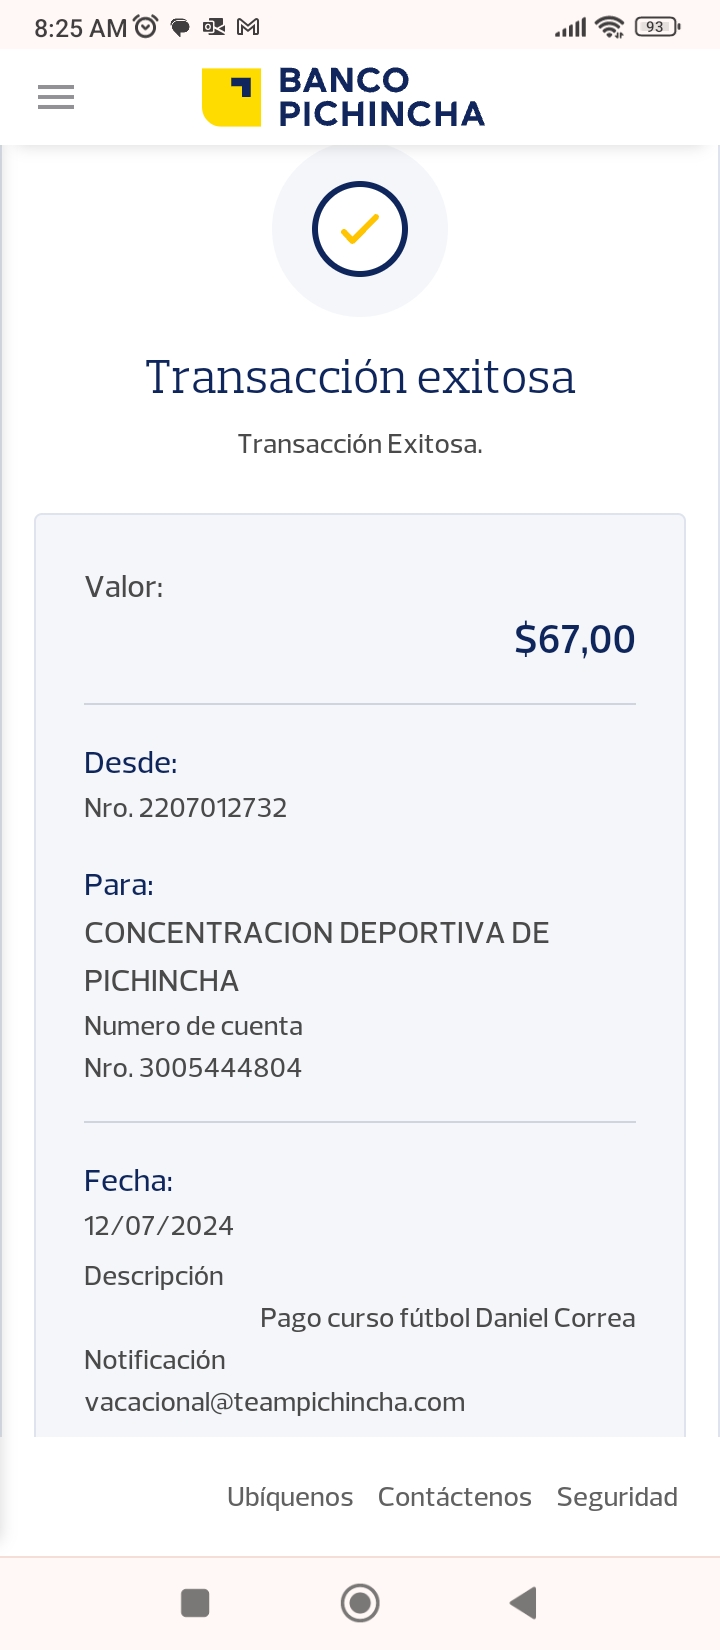 8:25 AM
93
BANCO
PICHINCHA
Transacción exitosa
Transacción Exitosa.
Valor:
$67,00
Desde:
Nro. 2207012732
Para:
CONCENTRACION DEPORTIVA DE
PICHINCHA
Numero de cuenta
Nro. 3005444804
Fecha:
12/07/2024
Descripción
Pago curso fútbol Daniel Correa
Notificación
vacacional@teampichincha.com
Ubíquenos Contáctenos Seguridad